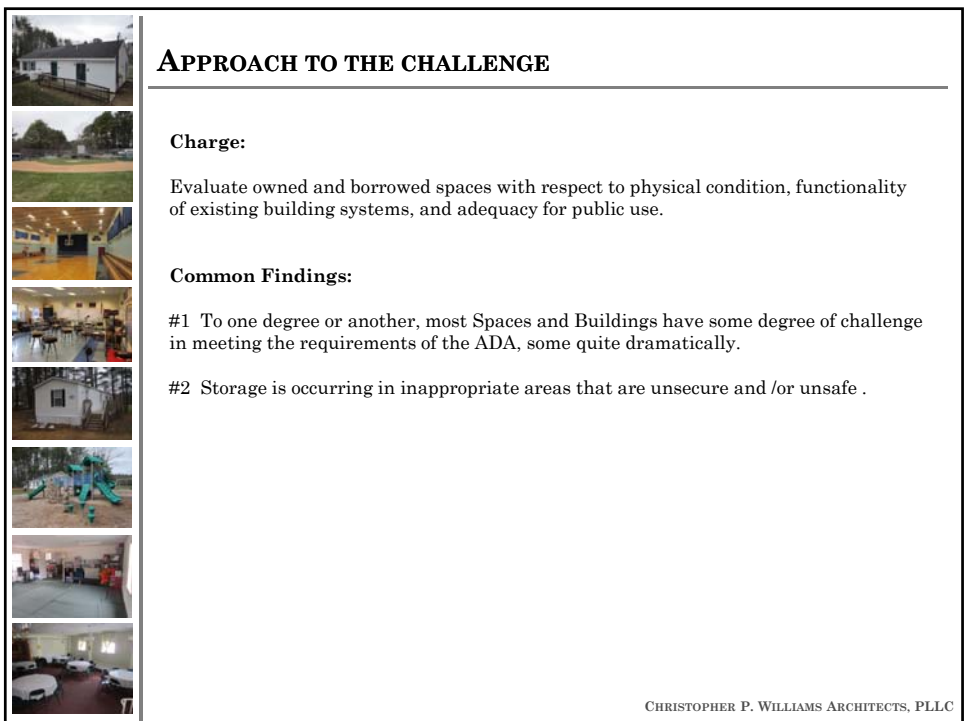 APPROACH TO THE CHALLENGE
Charge:
Evaluate owned and borrowed spaces with respect to physical condition, functionality
of existing building systems, and adequacy for public use.
Common Findings:
#1 To one degree or another, most Spaces and Buildings have some degree of challenge
in meeting the requirements of the ADA, some quite dramatically.
#2 Storage is occurring in inappropriate areas that are unsecure and /or unsafe .
CHRISTOPHER P. WILLIAMS ARCHITECTS, PLLC